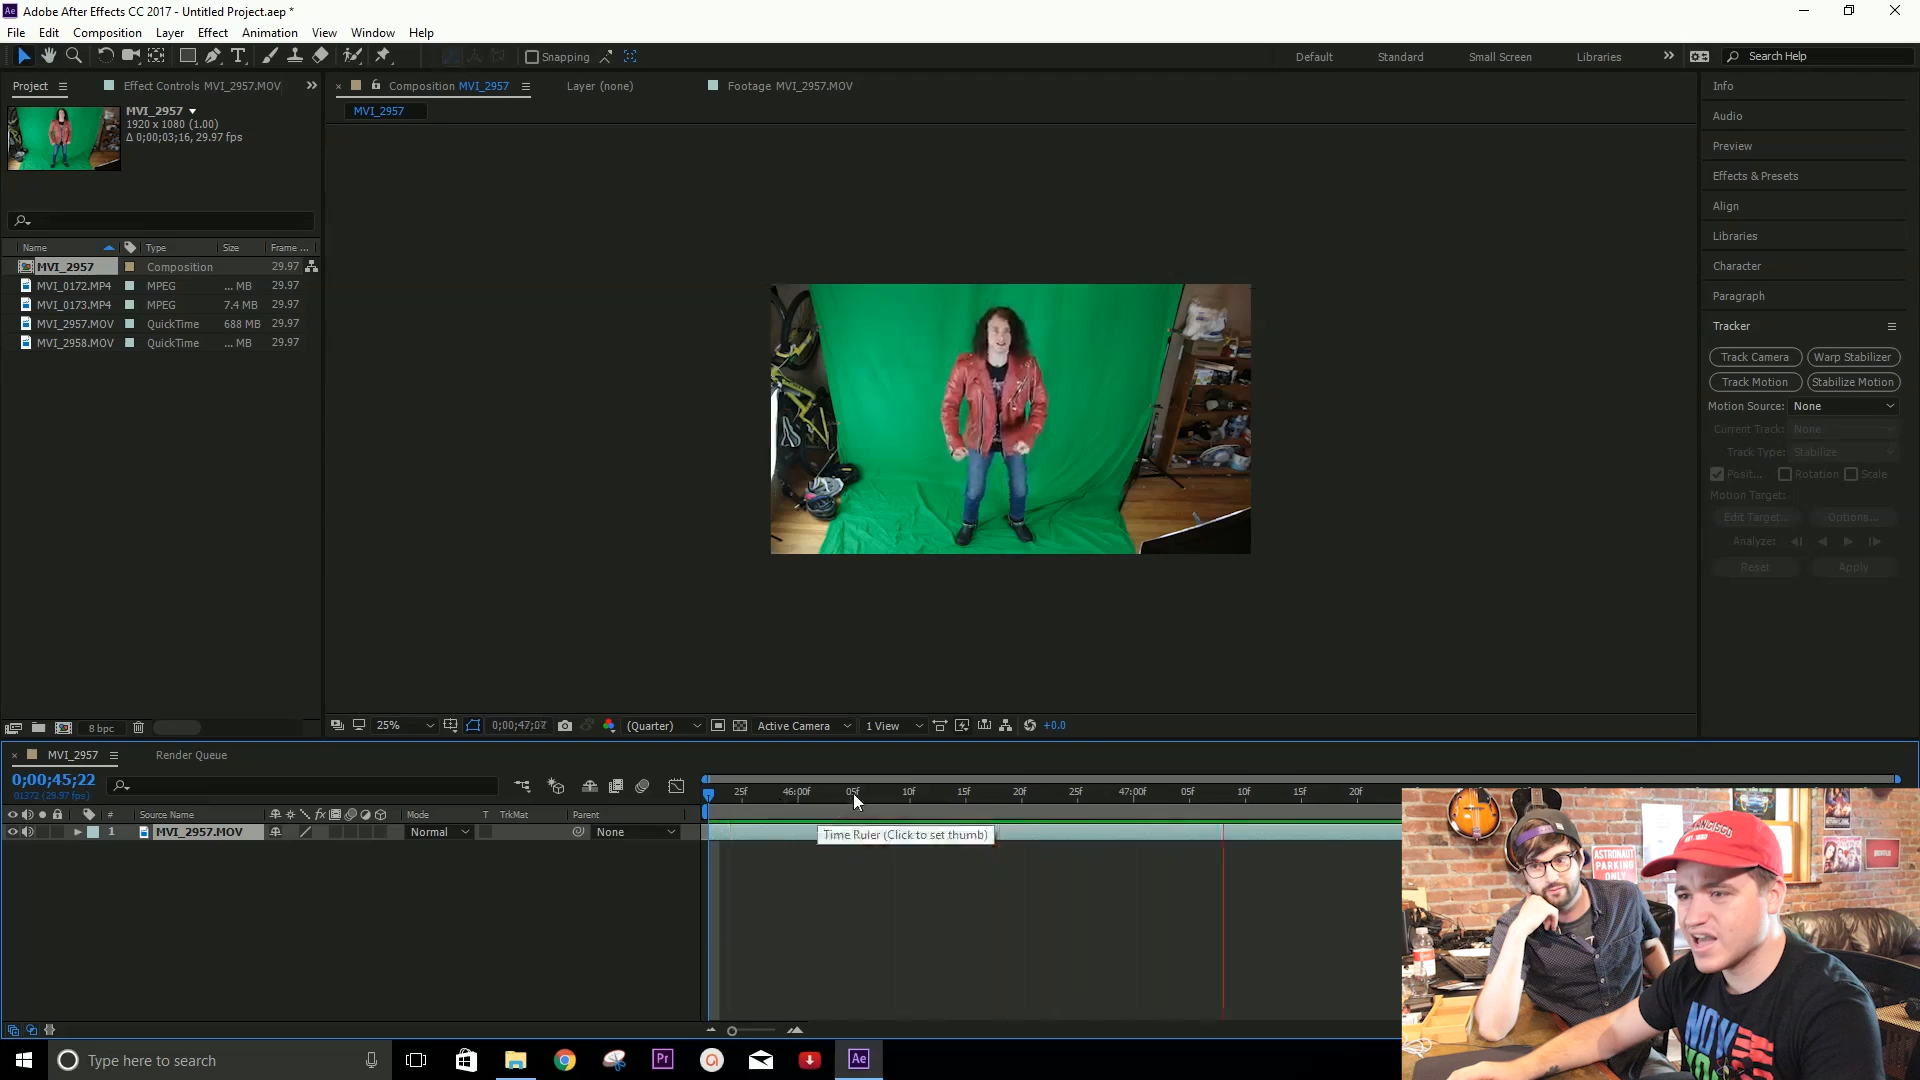 Adobe After Effects CC 2017 - Untitled Project.aep *
File Edit Composition Layer Effect Animation View Window Help
Snapping
Default Standard Small Screen Libraries
Search Help
Project Effect Controls MVI_2957.MOV
Composition MVI_2957 Layer (none) Footage MVI_2957.MOV
MVI_2957
MVI_2957
1920 x 1080 (1.00)
Δ 0;00;03;16, 29.97 fps
Name Type Size Frame ...
MVI_2957 Composition 29.97
MVI_0172.MP4 MPEG ... MB 29.97
MVI_0173.MP4 MPEG 7.4 MB 29.97
MVI_2957.MOV QuickTime 688 MB 29.97
MVI_2958.MOV QuickTime ... MB 29.97
8 bpc
25% 0;00;47;07 (Quarter) Active Camera 1 View +0.0
Info
Audio
Preview
Effects & Presets
Align
Libraries
Character
Paragraph
Tracker
Track Camera Warp Stabilizer
Track Motion Stabilize Motion
Motion Source: None
Current Track: None
Track Type: Stabilize
Posit... Rotation Scale
Motion Target:
Edit Target... Options...
Analyze:
Reset Apply
MVI_2957 Render Queue
0;00;45;22
01372 (29.97 fps)
25f 46:00f 05f 10f 15f 20f 25f 47:00f 05f 10f 15f 20f
# Source Name fx Mode T TrkMat Parent
1 MVI_2957.MOV Normal None
Time Ruler (Click to set thumb)
ASTRONAUT
PARKING
ONLY
Type here to search
Pr
Ae